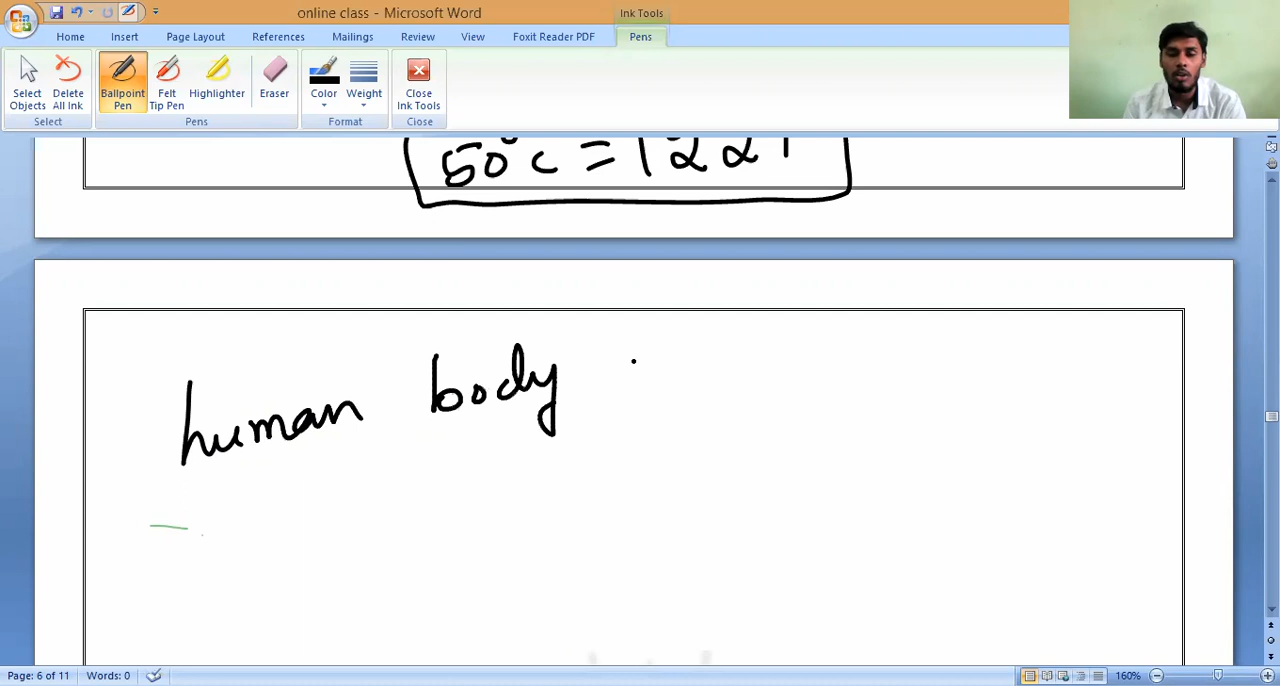 online class - Microsoft Word
Ink Tools
Home Insert Page Layout References Mailings Review View Foxit Reader PDF Pens
Select Objects
Delete All Ink
Ballpoint Pen
Felt Tip Pen
Highlighter
Eraser
Color
Weight
Close Ink Tools
Select Pens Format Close
50°C = 122
human body
Page: 6 of 11 Words: 0 160%